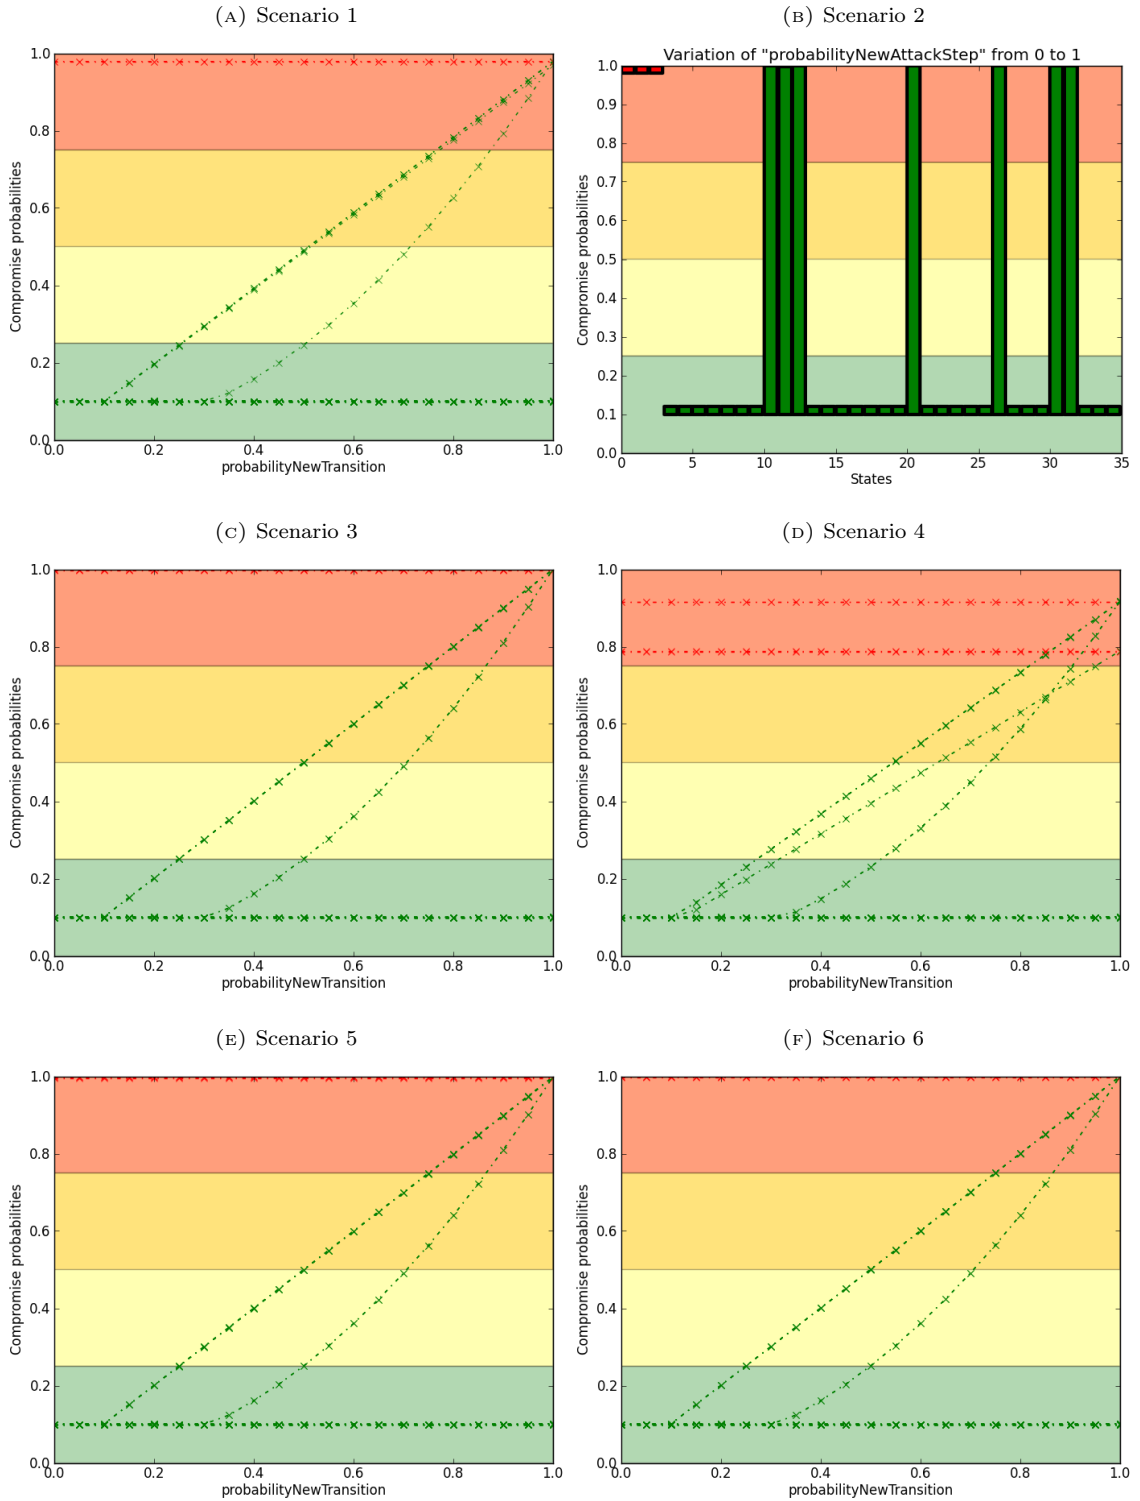 (A) Scenario 1
1.0
0.8
0.6
0.4
0.2
0.0
Compromise probabilities
0.0 0.2 0.4 0.6 0.8 1.0
probabilityNewTransition
(B) Scenario 2
Variation of "probabilityNewAttackStep" from 0 to 1
1.0
0.9
0.8
0.7
0.6
0.5
0.4
0.3
0.2
0.1
0.0
Compromise probabilities
0 5 10 15 20 25 30 35
States
(C) Scenario 3
1.0
0.8
0.6
0.4
0.2
0.0
Compromise probabilities
0.0 0.2 0.4 0.6 0.8 1.0
probabilityNewTransition
(D) Scenario 4
1.0
0.8
0.6
0.4
0.2
0.0
Compromise probabilities
0.0 0.2 0.4 0.6 0.8 1.0
probabilityNewTransition
(E) Scenario 5
1.0
0.8
0.6
0.4
0.2
0.0
Compromise probabilities
0.0 0.2 0.4 0.6 0.8 1.0
probabilityNewTransition
(F) Scenario 6
1.0
0.8
0.6
0.4
0.2
0.0
Compromise probabilities
0.0 0.2 0.4 0.6 0.8 1.0
probabilityNewTransition